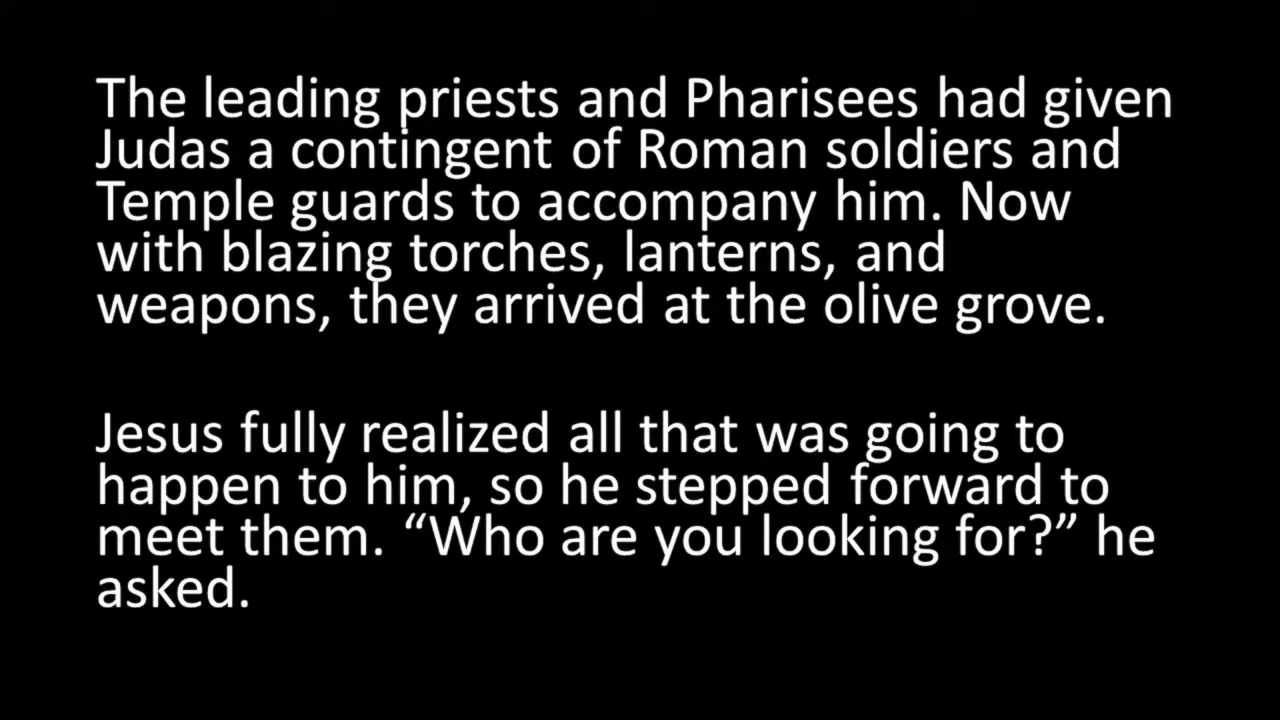 The leading priests and Pharisees had given
Judas a contingent of Roman soldiers and
Temple guards to accompany him. Now
with blazing torches, lanterns, and
weapons, they arrived at the olive grove.
Jesus fully realized all that was going to
happen to him, so he stepped forward to
meet them. “Who are you looking for?” he
asked.